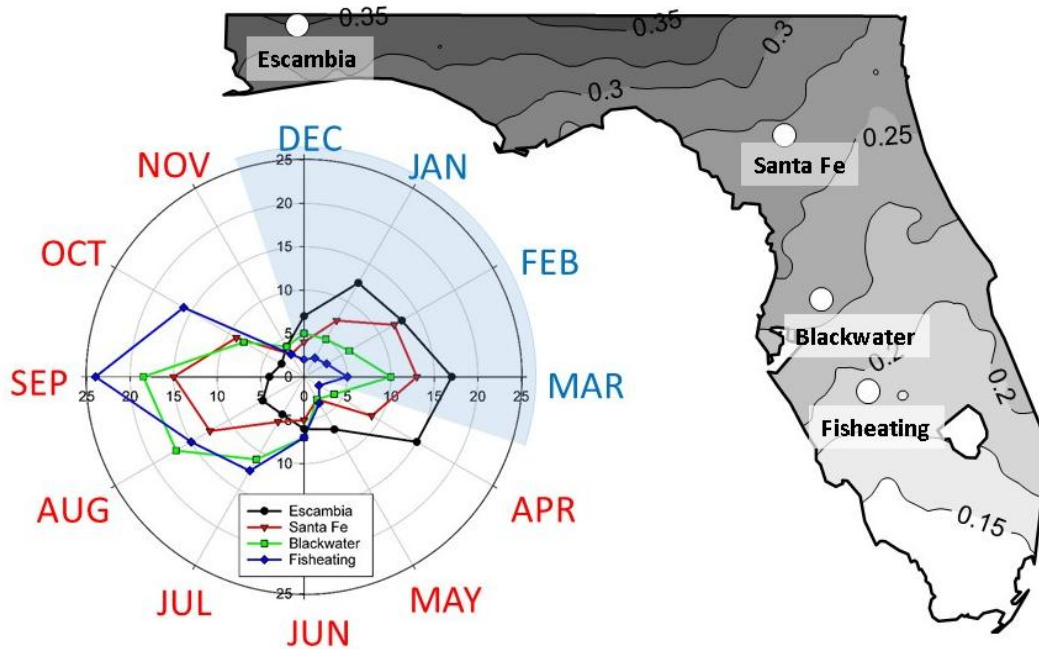 0.35
0.35
0.3
Escambia
0.3
0.25
Santa Fe
DEC
NOV
JAN
OCT
FEB
SEP
MAR
AUG
APR
JUL
MAY
JUN
25
20
15
10
5
0
5
10
25
25 20 15 10 5 0 5 10 15 20 25
Escambia
Santa Fe
Blackwater
Fisheating
Blackwater
0.2
0.2
Fisheating
0.15